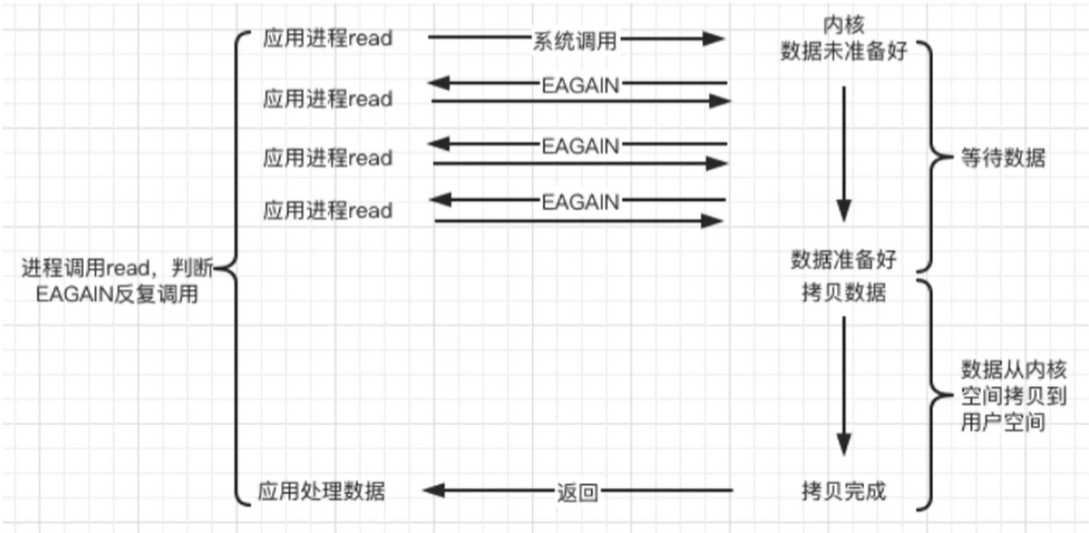 应用进程read
系统调用
内核
数据未准备好
EAGAIN
应用进程read
EAGAIN
应用进程read
等待数据
EAGAIN
应用进程read
数据准备好
进程调用read，判断
EAGAIN反复调用
拷贝数据
数据从内核
空间拷贝到
用户空间
应用处理数据
返回
拷贝完成